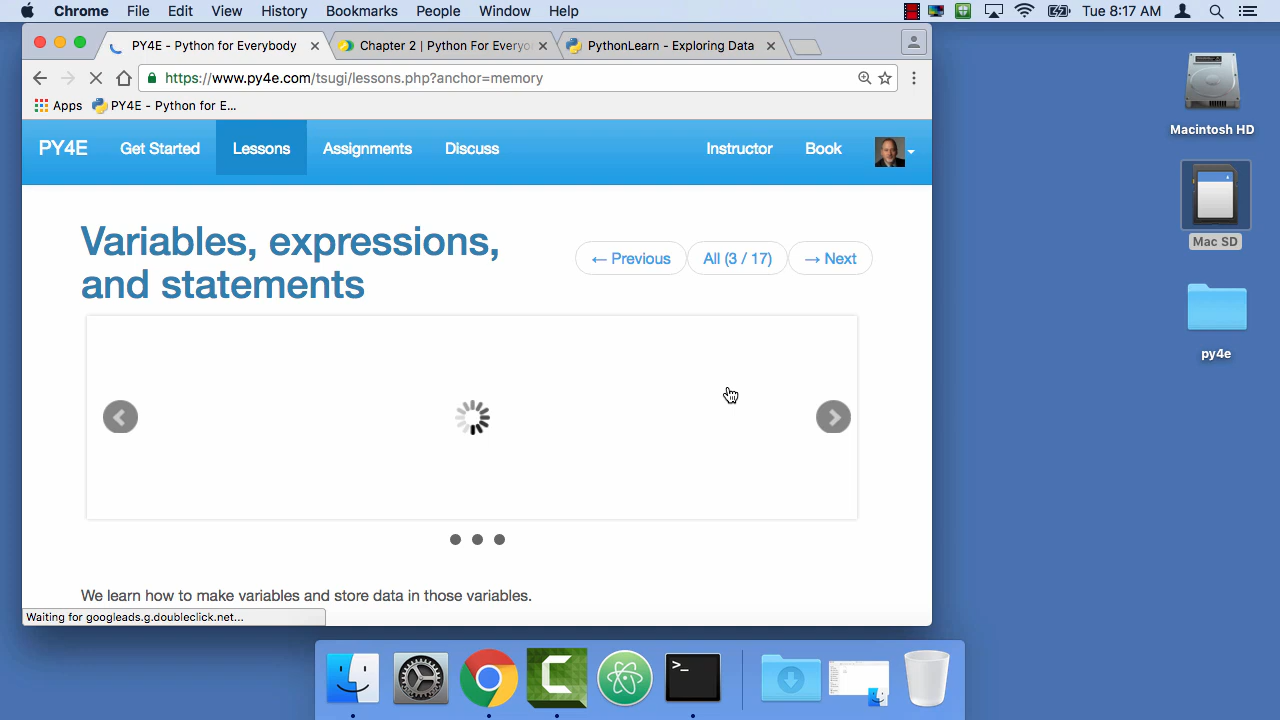 Chrome File Edit View History Bookmarks People Window Help Tue 8:17 AM
PY4E - Python for Everybody Chapter 2 | Python For Everyo PythonLearn - Exploring Data
https://www.py4e.com/tsugi/lessons.php?anchor=memory
Apps PY4E - Python for E...
PY4E Get Started Lessons Assignments Discuss Instructor Book
Variables, expressions,
and statements
← Previous All (3 / 17) → Next
We learn how to make variables and store data in those variables.
Waiting for googleads.g.doubleclick.net...
Macintosh HD
Mac SD
py4e
>_